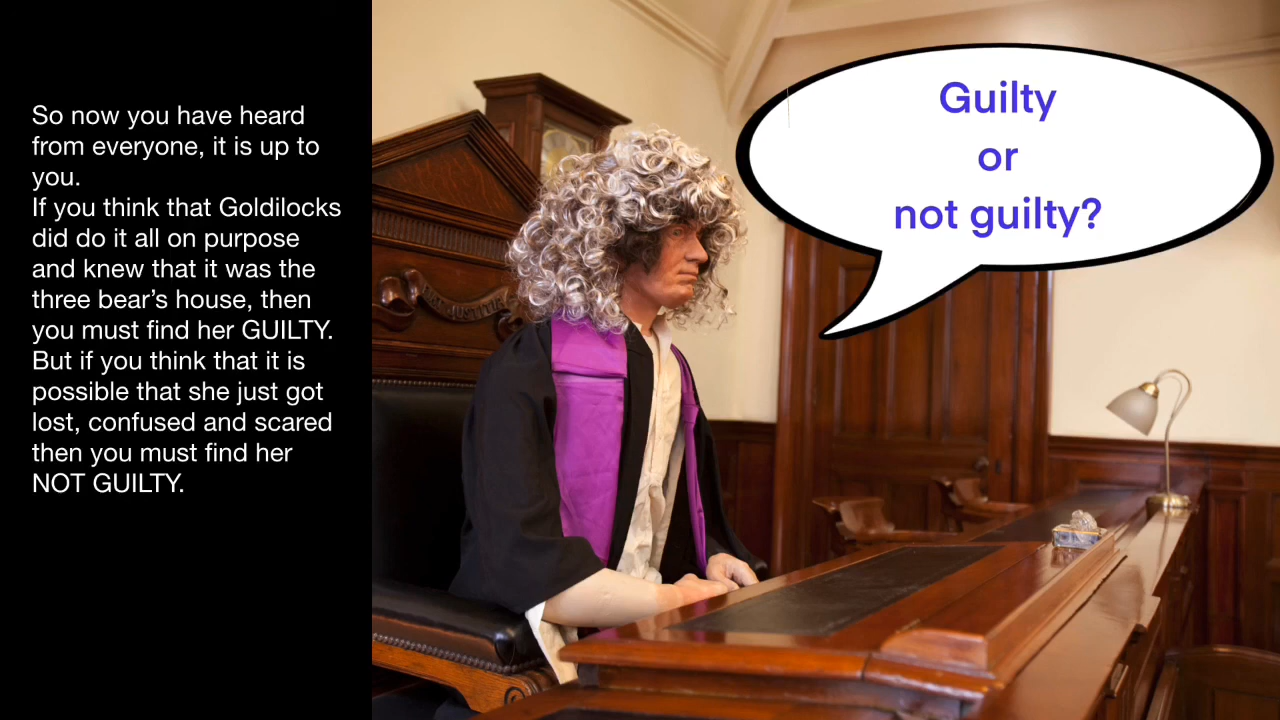 So now you have heard
from everyone, it is up to
you.
If you think that Goldilocks
did do it all on purpose
and knew that it was the
three bear’s house, then
you must find her GUILTY.
But if you think that it is
possible that she just got
lost, confused and scared
then you must find her
NOT GUILTY.
Guilty
or
not guilty?